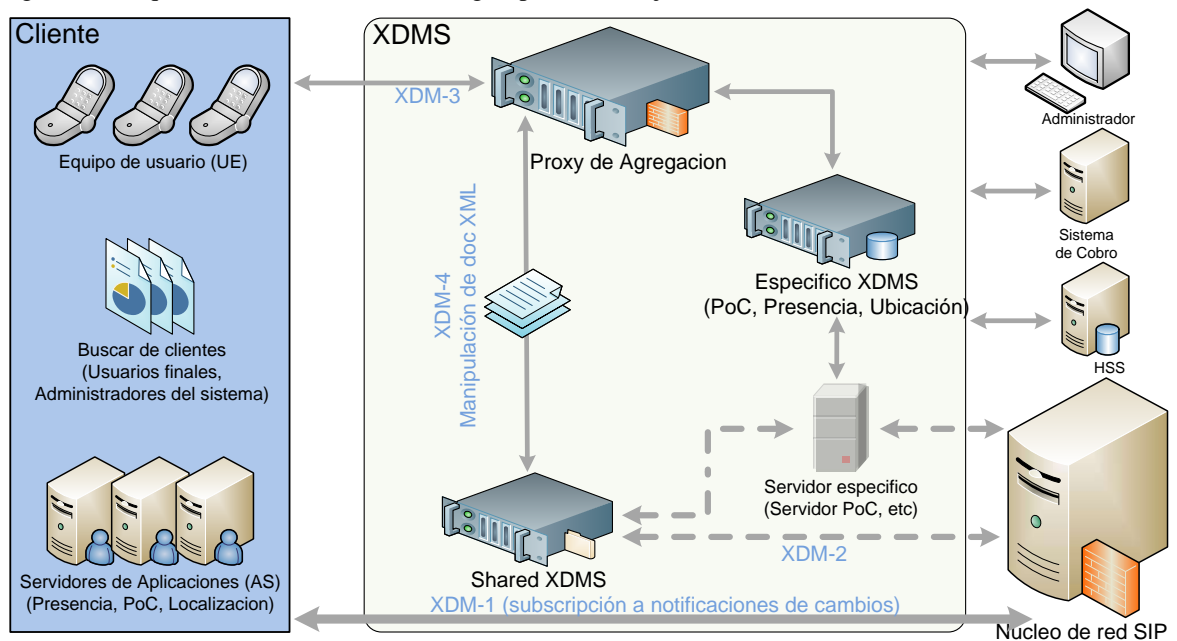 Cliente
Equipo de usuario (UE)
Buscar de clientes
(Usuarios finales,
Administradores del sistema)
Servidores de Aplicaciones (AS)
(Presencia, PoC, Localizacion)
XDMS
XDM-3
Proxy de Agregacion
XDM-4
Manipulación de doc XML
Especifico XDMS
(PoC, Presencia, Ubicación)
Servidor especifico
(Servidor PoC, etc)
Shared XDMS
XDM-2
XDM-1 (subscripción a notificaciones de cambios)
Administrador
Sistema
de Cobro
HSS
Núcleo de red SIP